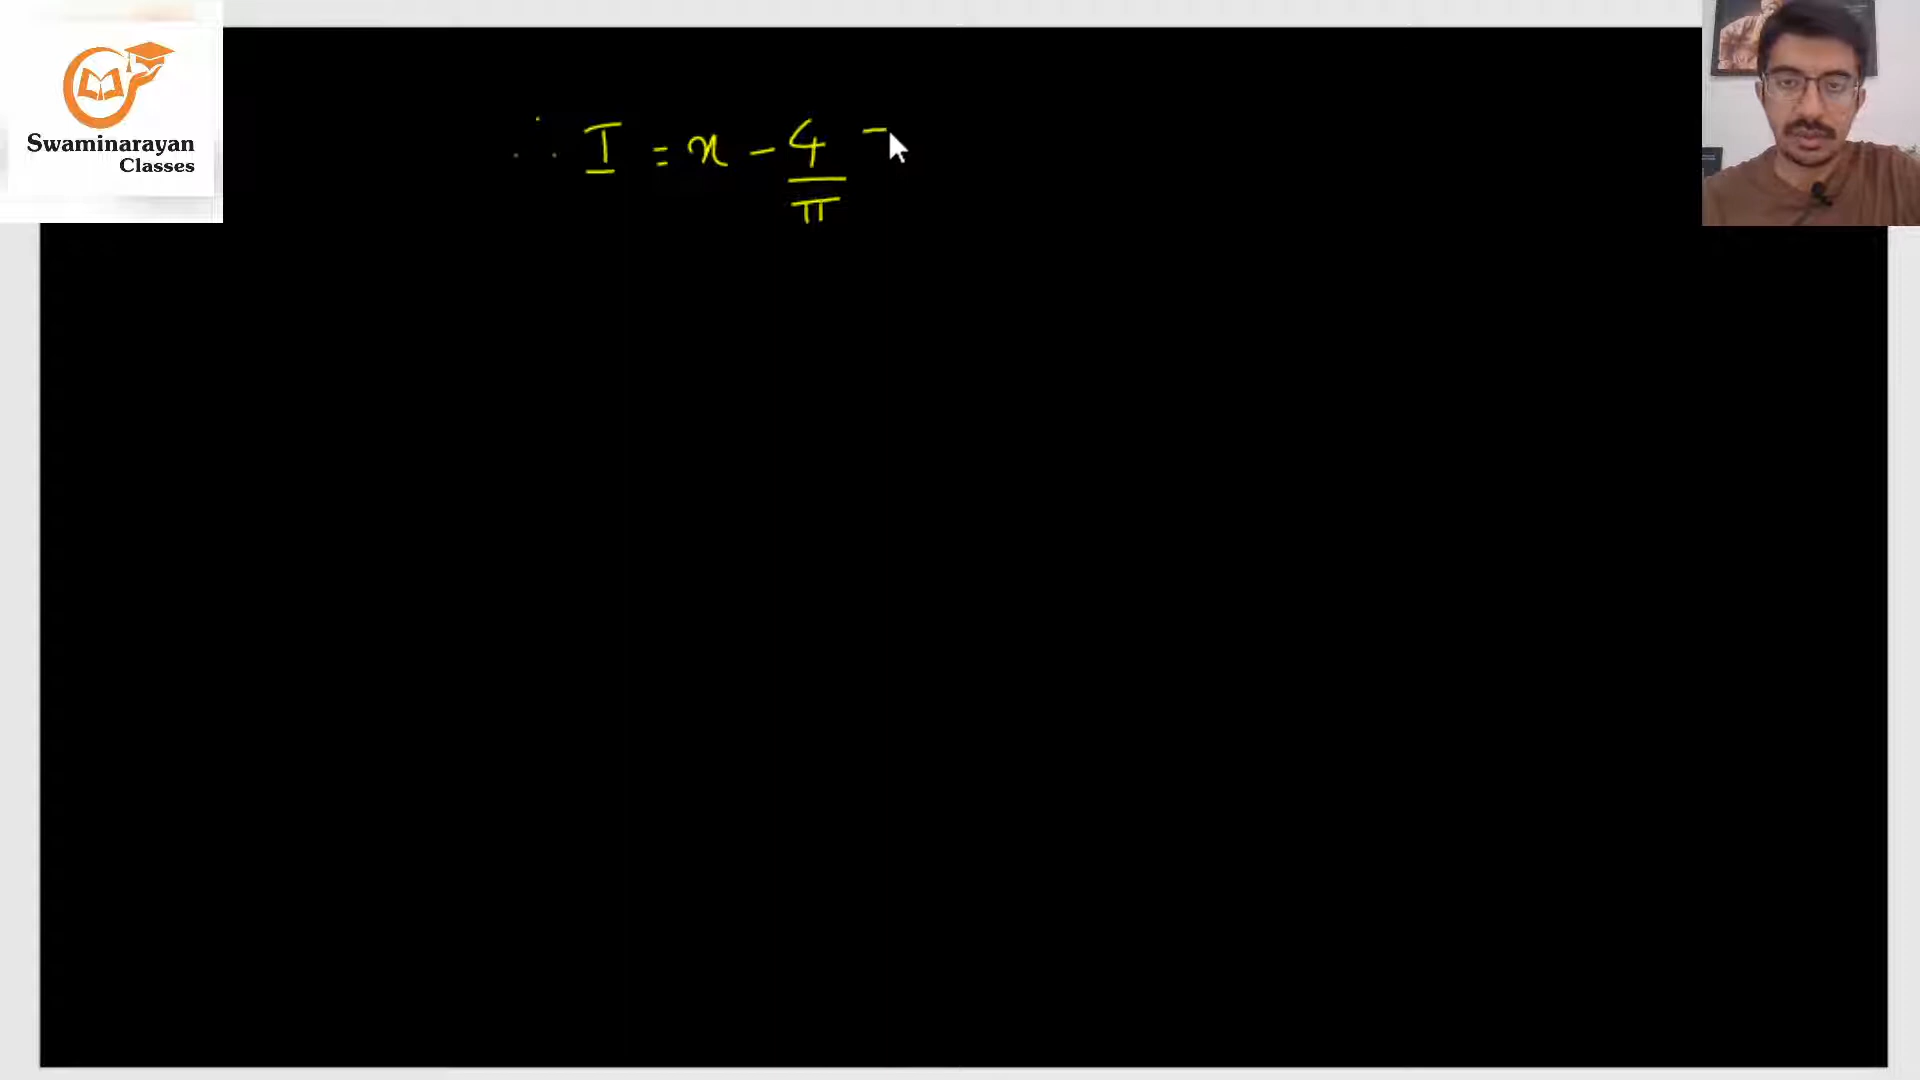 Swaminarayan
Classes
∴ I = x - 4/π